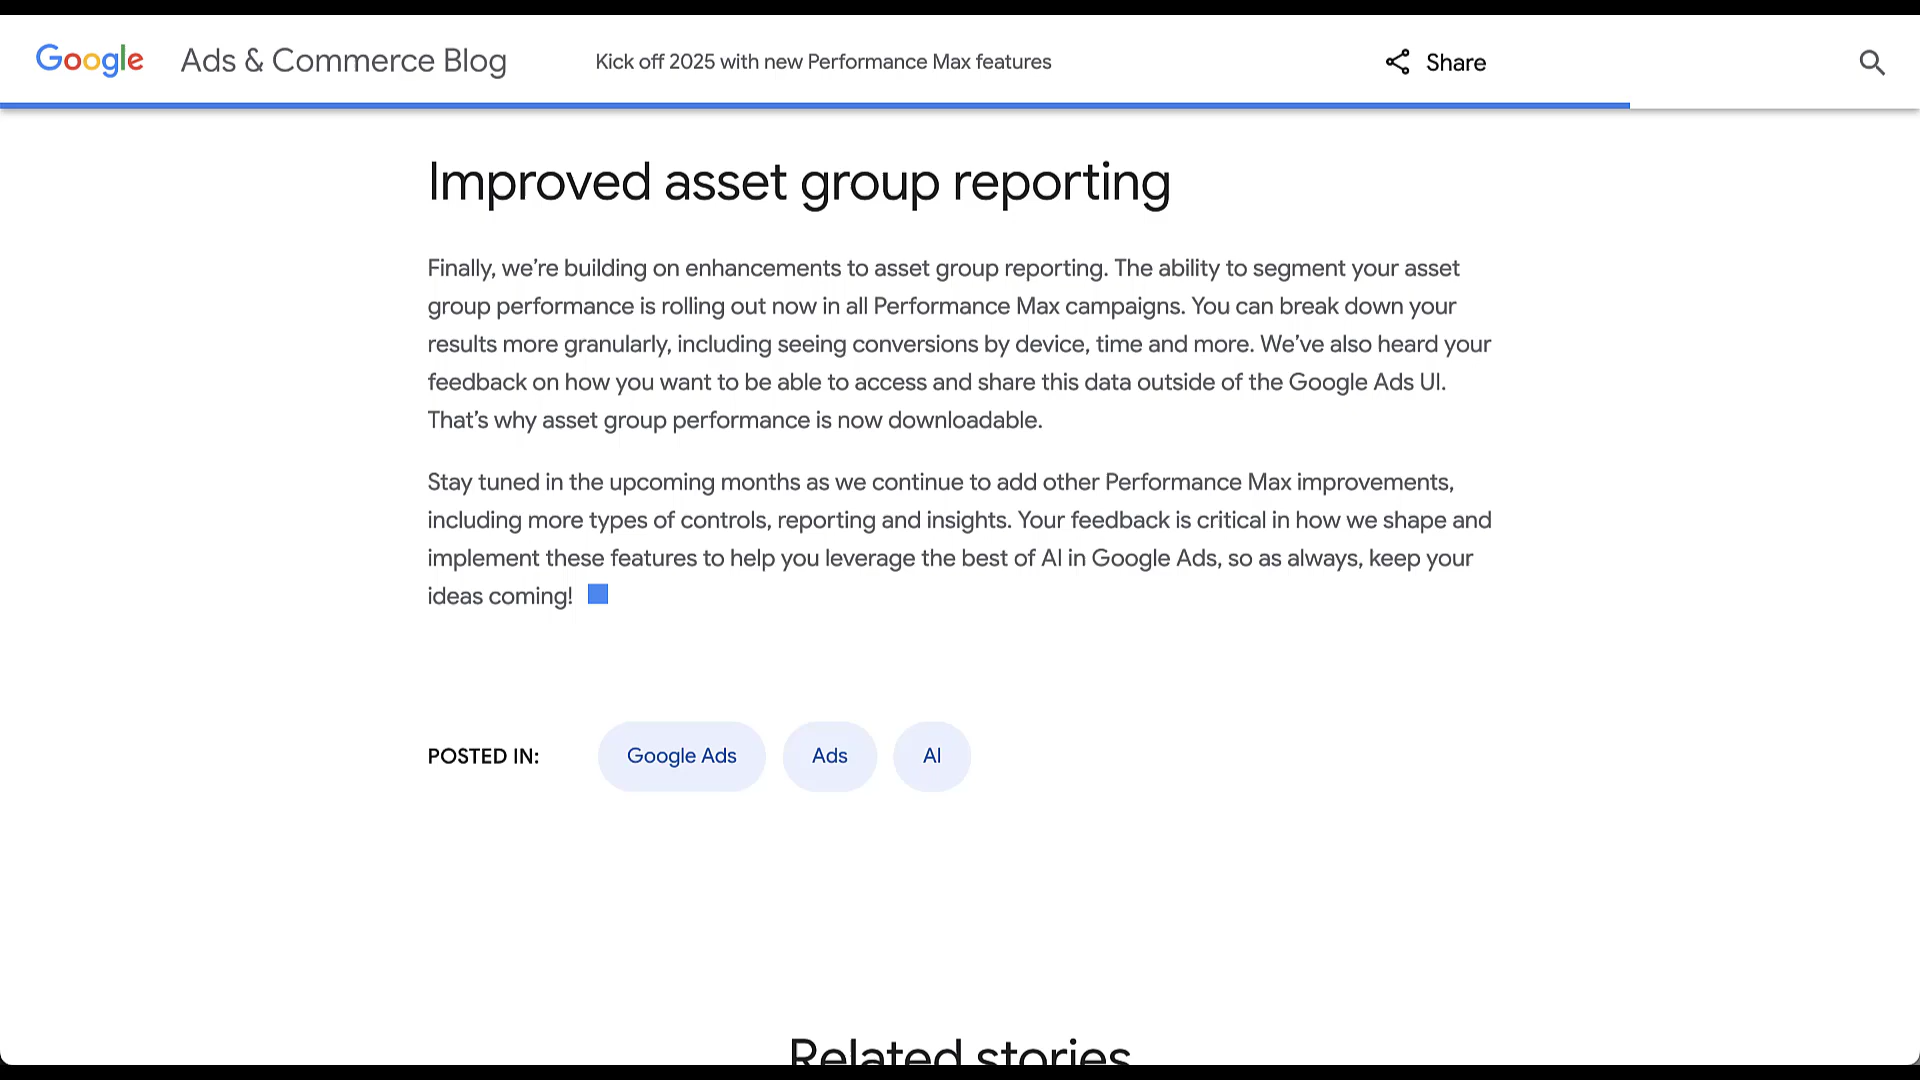 Google Ads & Commerce Blog Kick off 2025 with new Performance Max features Share
Improved asset group reporting
Finally, we’re building on enhancements to asset group reporting. The ability to segment your asset
group performance is rolling out now in all Performance Max campaigns. You can break down your
results more granularly, including seeing conversions by device, time and more. We’ve also heard your
feedback on how you want to be able to access and share this data outside of the Google Ads UI.
That’s why asset group performance is now downloadable.
Stay tuned in the upcoming months as we continue to add other Performance Max improvements,
including more types of controls, reporting and insights. Your feedback is critical in how we shape and
implement these features to help you leverage the best of AI in Google Ads, so as always, keep your
ideas coming!
POSTED IN: Google Ads Ads AI
Related stories